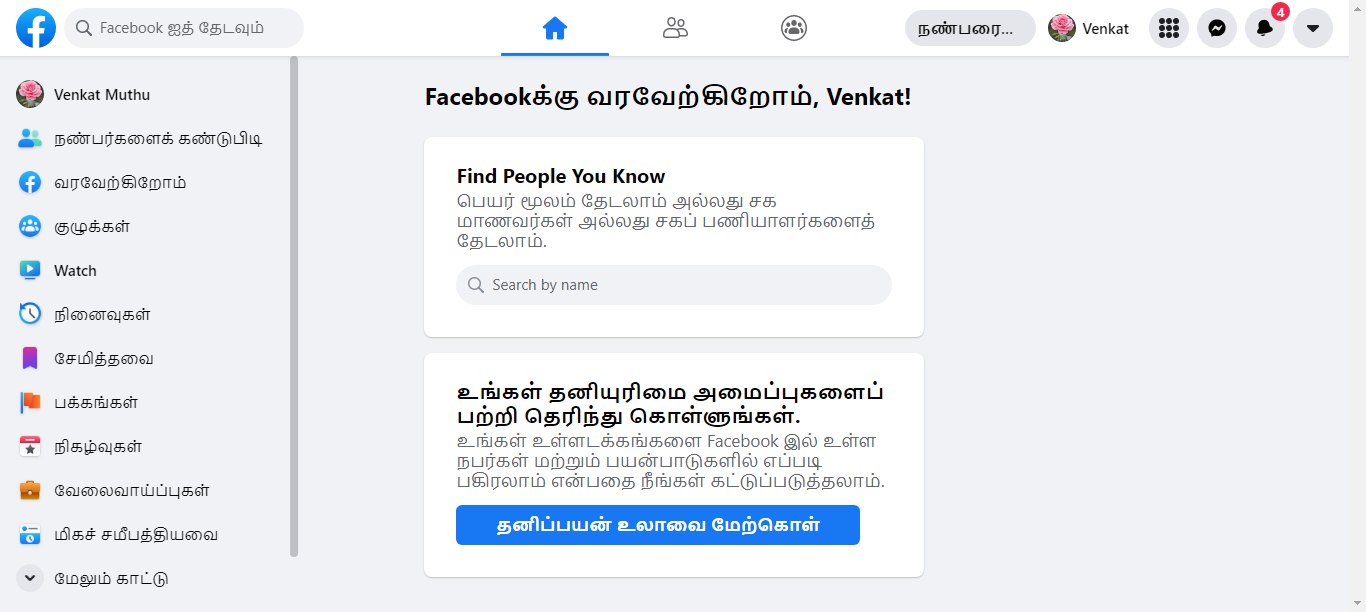 Facebook ஐத் தேடவும்
நண்பரை...
Venkat
4
Venkat Muthu
நண்பர்களைக் கண்டுபிடி
வரவேற்கிறோம்
குழுக்கள்
Watch
நினைவுகள்
சேமித்தவை
பக்கங்கள்
நிகழ்வுகள்
வேலைவாய்ப்புகள்
மிகச் சமீபத்தியவை
மேலும் காட்டு
Facebookக்கு வரவேற்கிறோம், Venkat!
Find People You Know
பெயர் மூலம் தேடலாம் அல்லது சக
மாணவர்கள் அல்லது சகப் பணியாளர்களைத்
தேடலாம்.
Search by name
உங்கள் தனியுரிமை அமைப்புகளைப்
பற்றி தெரிந்து கொள்ளுங்கள்.
உங்கள் உள்ளடக்கங்களை Facebook இல் உள்ள
நபர்கள் மற்றும் பயன்பாடுகளில் எப்படி
பகிரலாம் என்பதை நீங்கள் கட்டுப்படுத்தலாம்.
தனிப்பயன் உலாவை மேற்கொள்